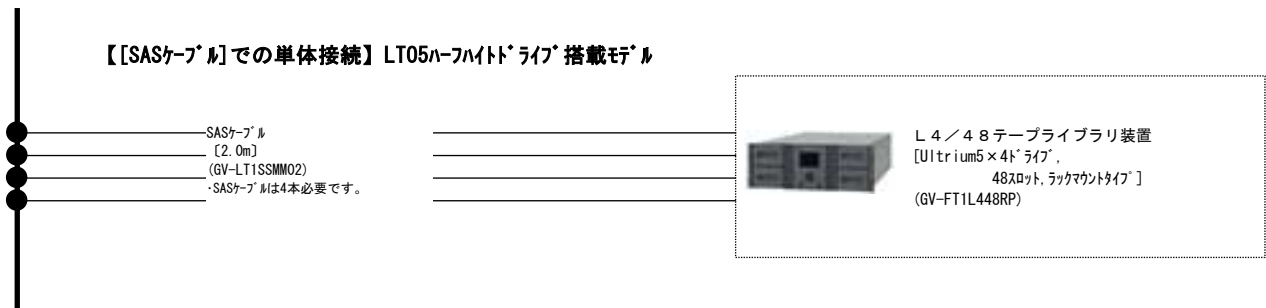 【[SASｹｰﾌﾞﾙ]での単体接続】LTO5ﾊｰﾌﾊｲﾄﾄﾞﾗｲﾌﾞ搭載ﾓﾃﾞﾙ
SASｹｰﾌﾞﾙ
〔2.0m〕
(GV-LT1SSMM02)
･SASｹｰﾌﾞﾙは4本必要です。
Ｌ４／４８テープライブラリ装置
[Ultrium5×4ﾄﾞﾗｲﾌﾞ,
48ｽﾛｯﾄ,ﾗｯｸﾏｳﾝﾄﾀｲﾌﾟ]
(GV-FT1L448RP)